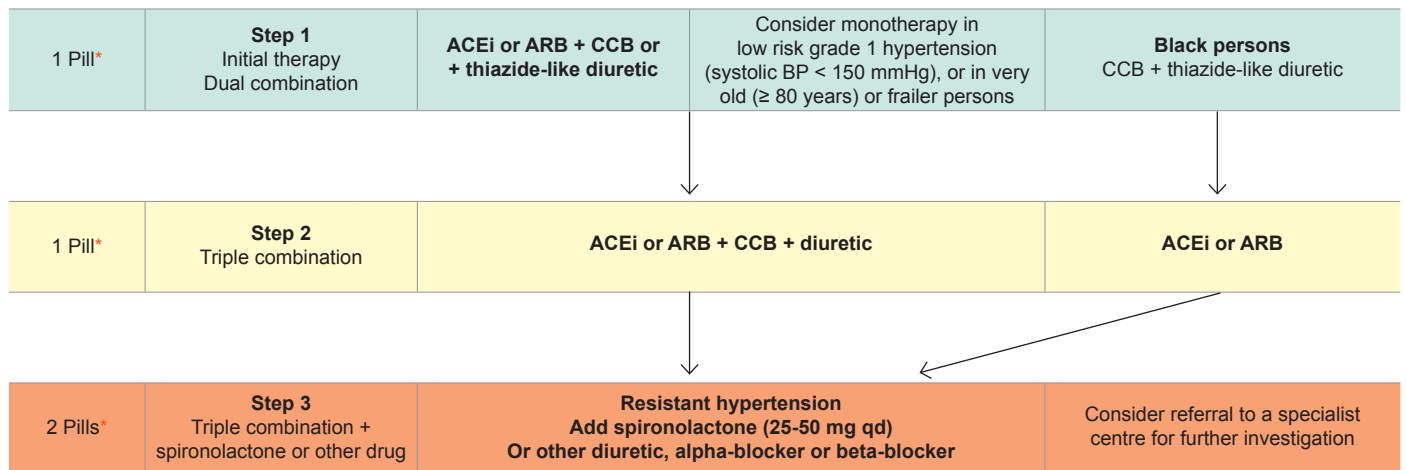 1 Pill*
Step 1
Initial therapy
Dual combination
ACEi or ARB + CCB or
+ thiazide-like diuretic
Consider monotherapy in
low risk grade 1 hypertension
(systolic BP < 150 mmHg), or in very
old (≥ 80 years) or frailer persons
Black persons
CCB + thiazide-like diuretic
1 Pill*
Step 2
Triple combination
ACEi or ARB + CCB + diuretic
ACEi or ARB
2 Pills*
Step 3
Triple combination +
spironolactone or other drug
Resistant hypertension
Add spironolactone (25-50 mg qd)
Or other diuretic, alpha-blocker or beta-blocker
Consider referral to a specialist
centre for further investigation